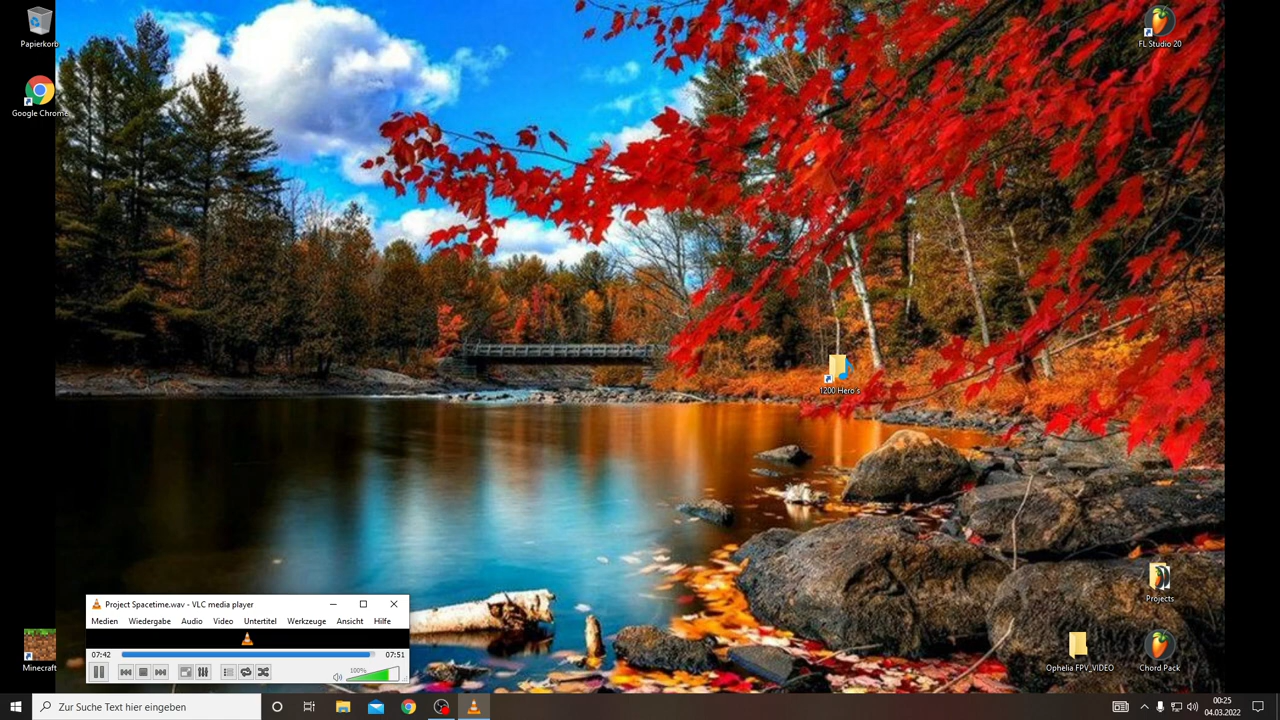 Papierkorb
FL Studio 20
Google Chrome
1200 Hero´s
Projects
Minecraft
Ophelia FPV_VIDEO
Chord Pack
Project Spacetime.wav - VLC media player
Medien Wiedergabe Audio Video Untertitel Werkzeuge Ansicht Hilfe
07:42 07:51
100%
Zur Suche Text hier eingeben
00:25
04.03.2022